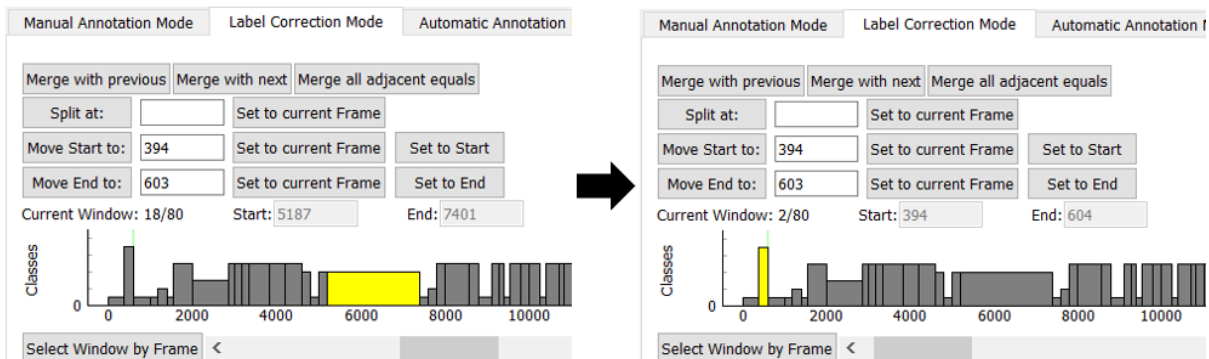 Manual Annotation Mode Label Correction Mode Automatic Annotation
Merge with previous Merge with next Merge all adjacent equals
Split at: Set to current Frame
Move Start to: 394 Set to current Frame Set to Start
Move End to: 603 Set to current Frame Set to End
Current Window: 18/80 Start: 5187 End: 7401
Classes
0
0 2000 4000 6000 8000 10000
Select Window by Frame <
Manual Annotation Mode Label Correction Mode Automatic Annotation
Merge with previous Merge with next Merge all adjacent equals
Split at: Set to current Frame
Move Start to: 394 Set to current Frame Set to Start
Move End to: 603 Set to current Frame Set to End
Current Window: 2/80 Start: 394 End: 604
Classes
0
0 2000 4000 6000 8000 10000
Select Window by Frame <